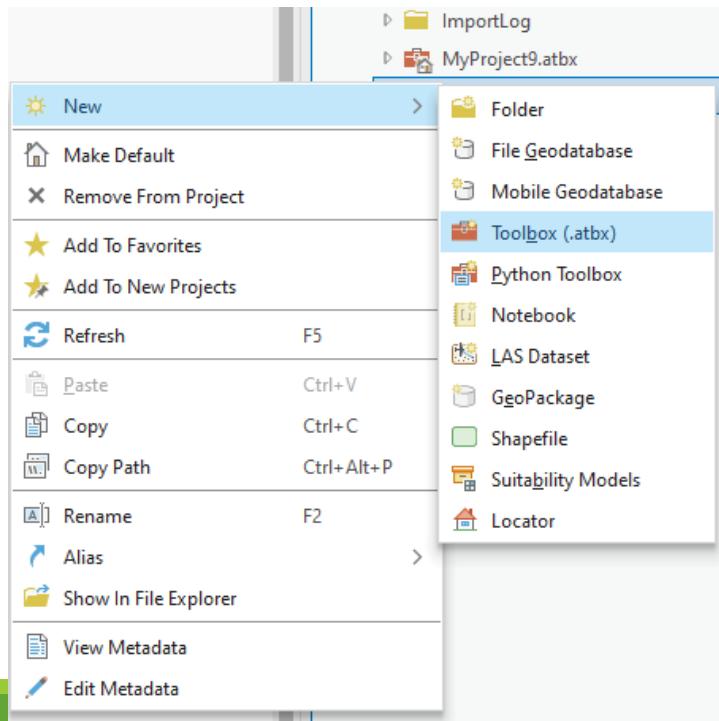 ImportLog
MyProject9.atbx
New
Make Default
Remove From Project
Add To Favorites
Add To New Projects
Refresh F5
Paste Ctrl+V
Copy Ctrl+C
Copy Path Ctrl+Alt+P
Rename F2
Alias
Show In File Explorer
View Metadata
Edit Metadata
Folder
File Geodatabase
Mobile Geodatabase
Toolbox (.atbx)
Python Toolbox
Notebook
LAS Dataset
GeoPackage
Shapefile
Suitability Models
Locator